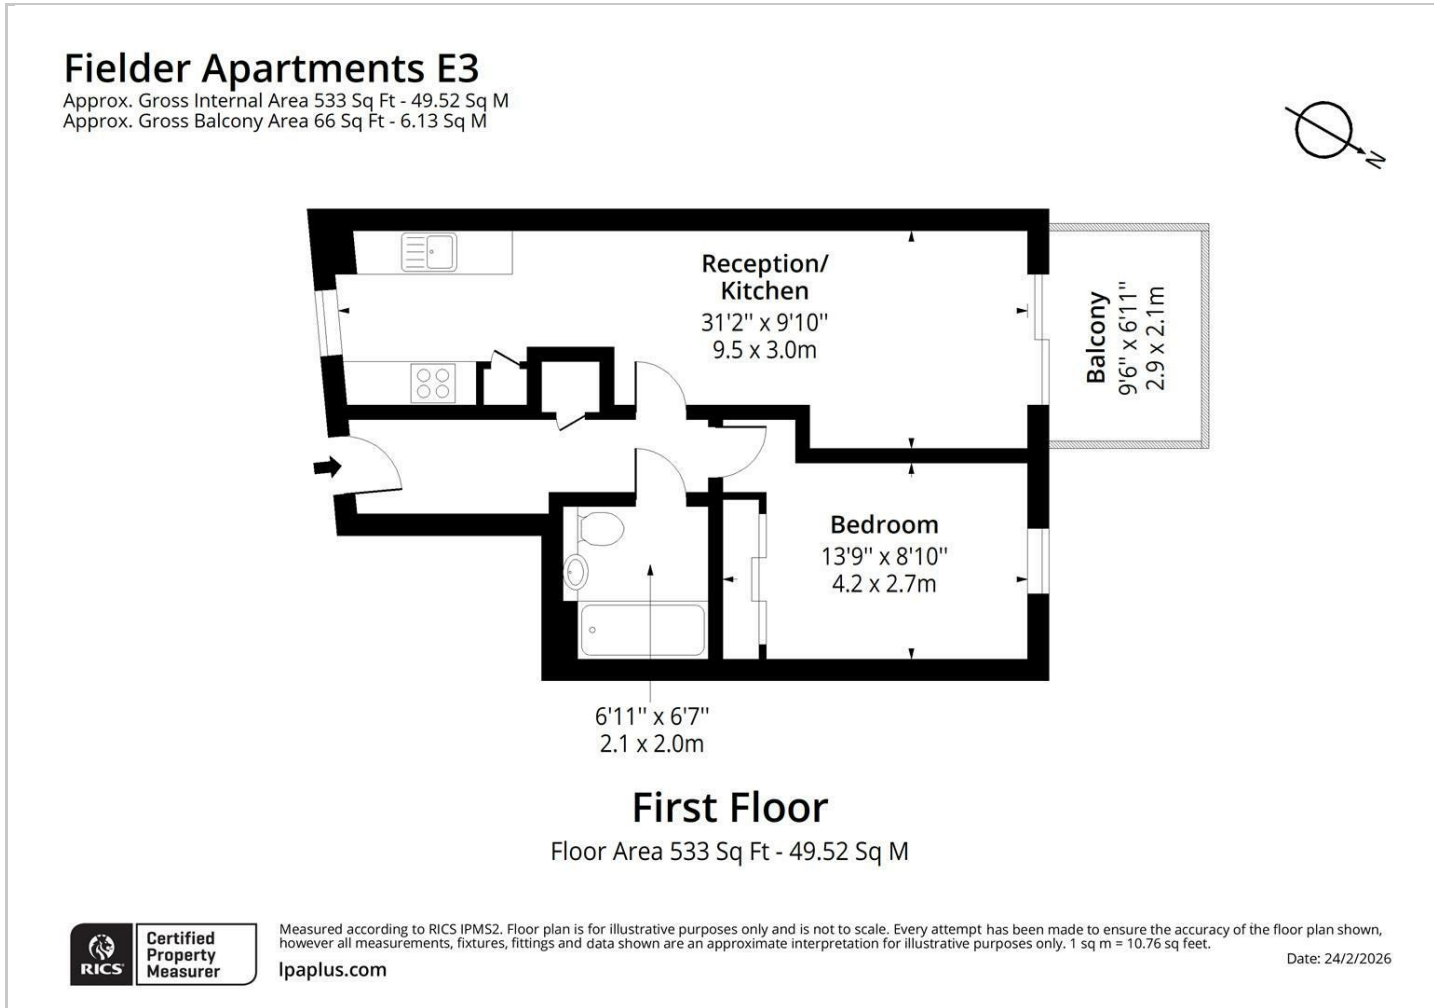 Fielder Apartments E3
Approx. Gross Internal Area 533 Sq Ft - 49.52 Sq M
Approx. Gross Balcony Area 66 Sq Ft - 6.13 Sq M
N
Reception/
Kitchen
31'2" x 9'10"
9.5 x 3.0m
Balcony
9'6" x 6'11"
2.9 x 2.1m
Bedroom
13'9" x 8'10"
4.2 x 2.7m
6'11" x 6'7"
2.1 x 2.0m
First Floor
Floor Area 533 Sq Ft - 49.52 Sq M
RICS
Certified
Property
Measurer
Measured according to RICS IPMS2. Floor plan is for illustrative purposes only and is not to scale. Every attempt has been made to ensure the accuracy of the floor plan shown,
however all measurements, fixtures, fittings and data shown are an approximate interpretation for illustrative purposes only. 1 sq m = 10.76 sq feet.
lpaplus.com
Date: 24/2/2026